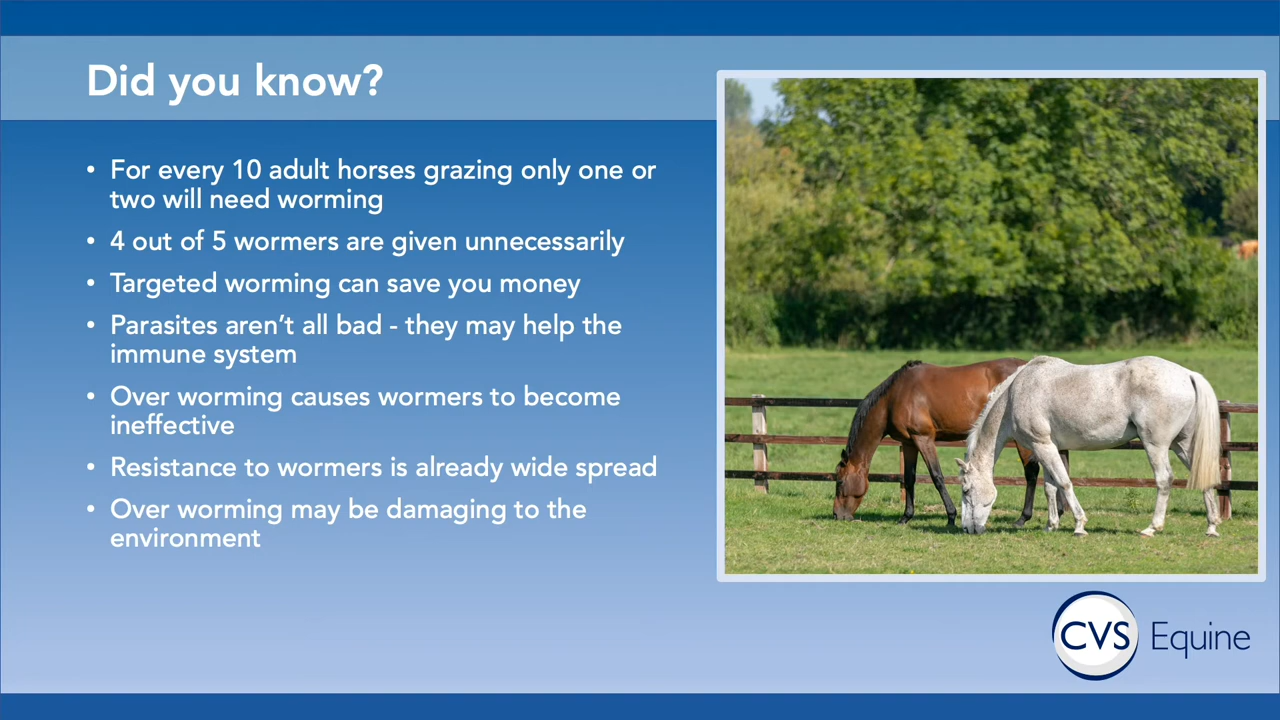 Did you know?
• For every 10 adult horses grazing only one or
two will need worming
• 4 out of 5 wormers are given unnecessarily
• Targeted worming can save you money
• Parasites aren’t all bad - they may help the
immune system
• Over worming causes wormers to become
ineffective
• Resistance to wormers is already wide spread
• Over worming may be damaging to the
environment
CVS Equine